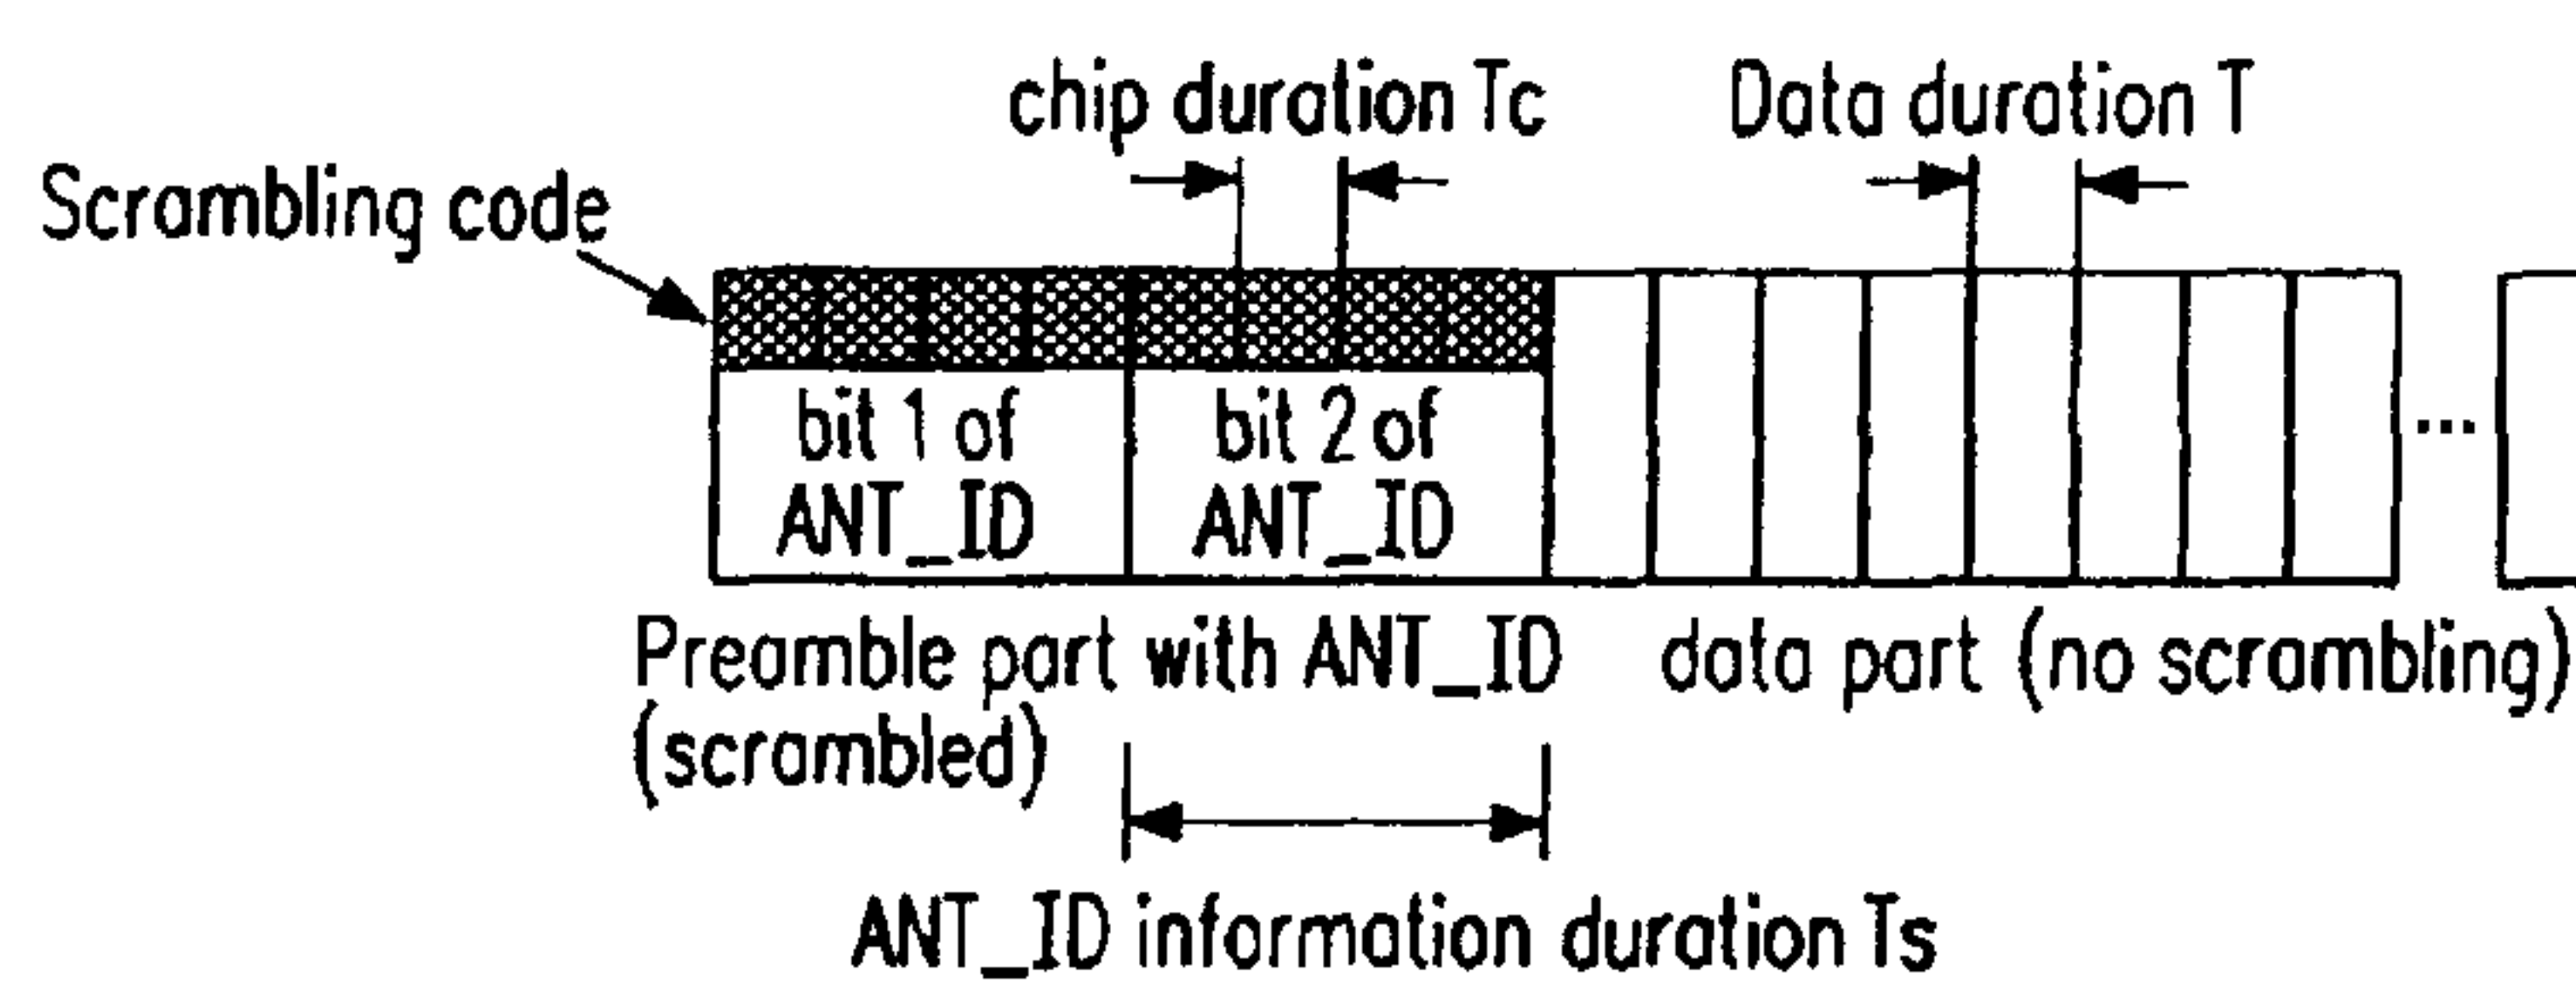 chip duration Tc
Data duration T
Scrambling code
bit 1 of
ANT_ID
bit 2 of
ANT_ID
...
Preamble part with ANT_ID
(scrambled)
data part (no scrambling)
ANT_ID information duration Ts